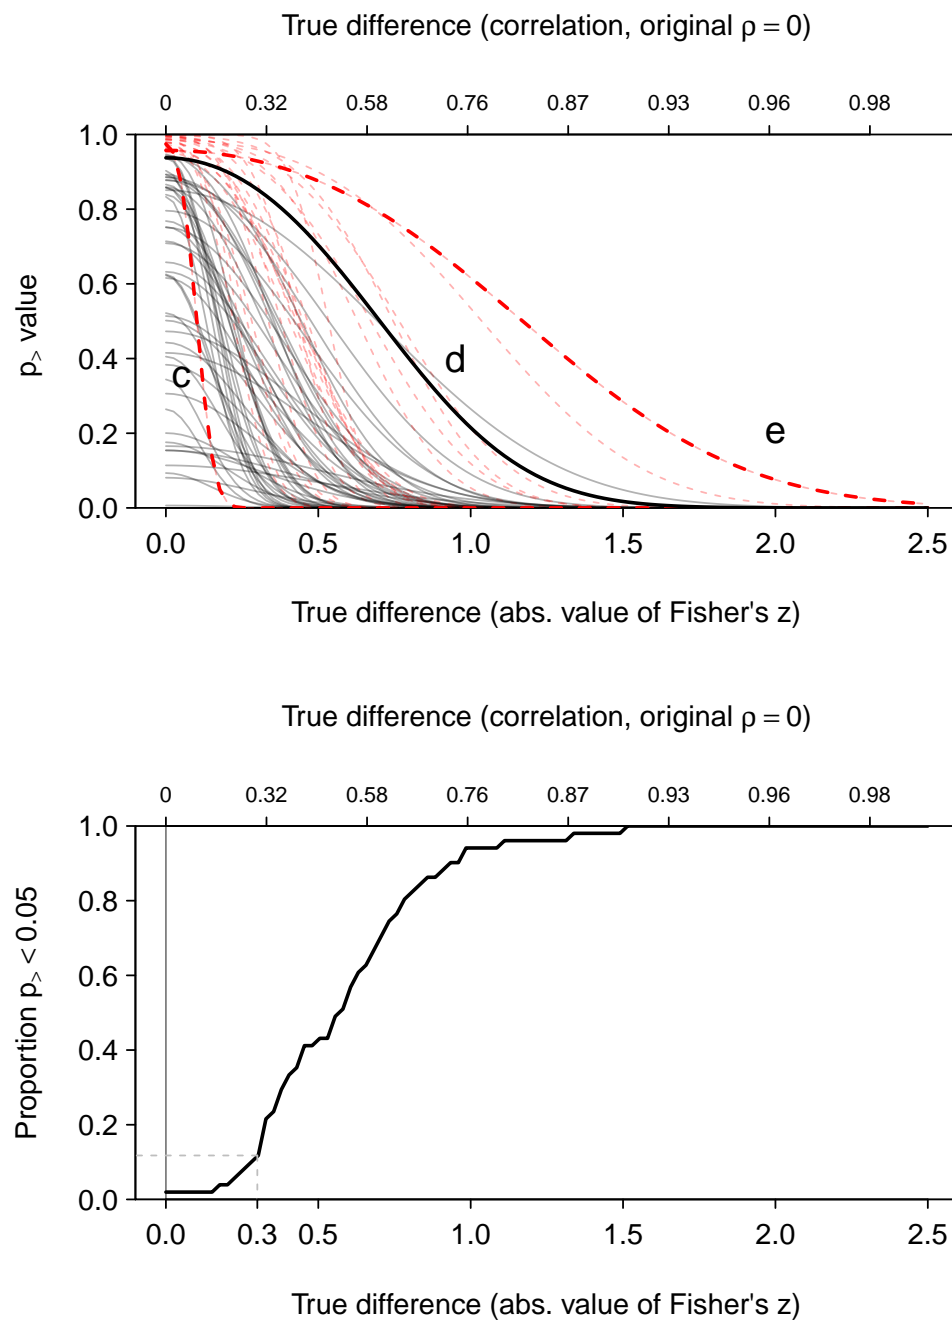 True difference (correlation, original ρ = 0)
0 0.32 0.58 0.76 0.87 0.93 0.96 0.98
p> value
1.0
0.8
0.6
0.4
0.2
0.0
c
d
e
0.0 0.5 1.0 1.5 2.0 2.5
True difference (abs. value of Fisher's z)
True difference (correlation, original ρ = 0)
0 0.32 0.58 0.76 0.87 0.93 0.96 0.98
Proportion p> < 0.05
1.0
0.8
0.6
0.4
0.2
0.0
0.0 0.3 0.5 1.0 1.5 2.0 2.5
True difference (abs. value of Fisher's z)